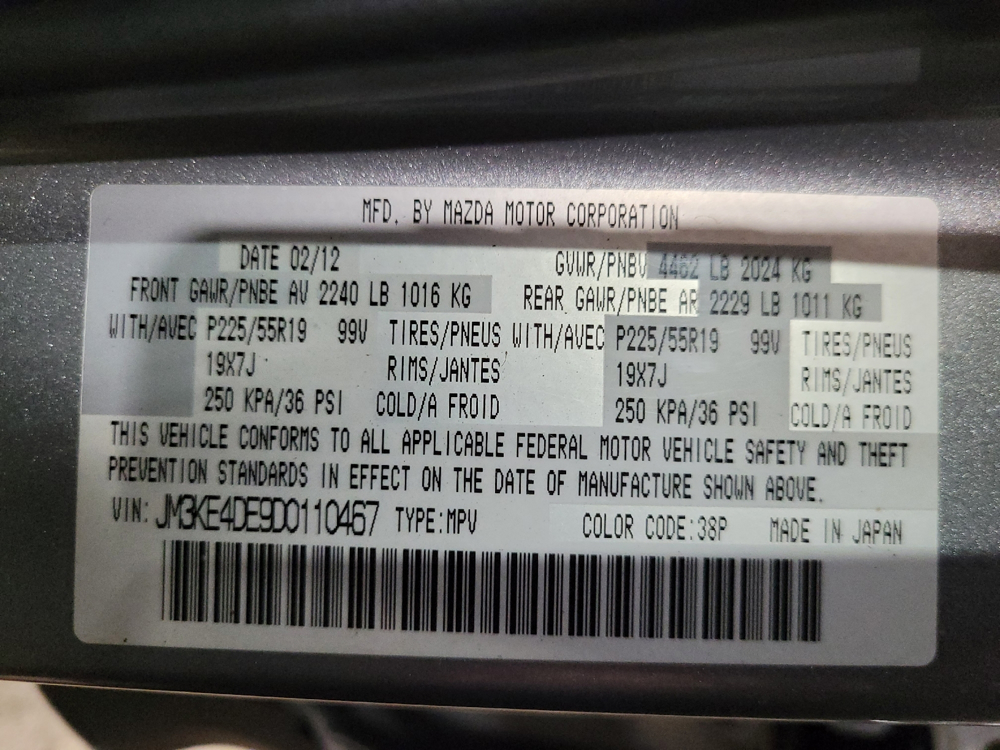 MFD. BY MAZDA MOTOR CORPORATION
DATE 02/12 GVWR/PNBV 4462 LB 2024 KG
FRONT GAWR/PNBE AV 2240 LB 1016 KG REAR GAWR/PNBE AR 2229 LB 1011 KG
WITH/AVEC P225/55R19 99V TIRES/PNEUS WITH/AVEC P225/55R19 99V TIRES/PNEUS
19X7J RIMS/JANTES 19X7J RIMS/JANTES
250 KPA/36 PSI COLD/A FROID 250 KPA/36 PSI COLD/A FROID
THIS VEHICLE CONFORMS TO ALL APPLICABLE FEDERAL MOTOR VEHICLE SAFETY AND THEFT
PREVENTION STANDARDS IN EFFECT ON THE DATE OF MANUFACTURE SHOWN ABOVE.
VIN: JM3KE4DE9D0110467 TYPE:MPV COLOR CODE:38P MADE IN JAPAN